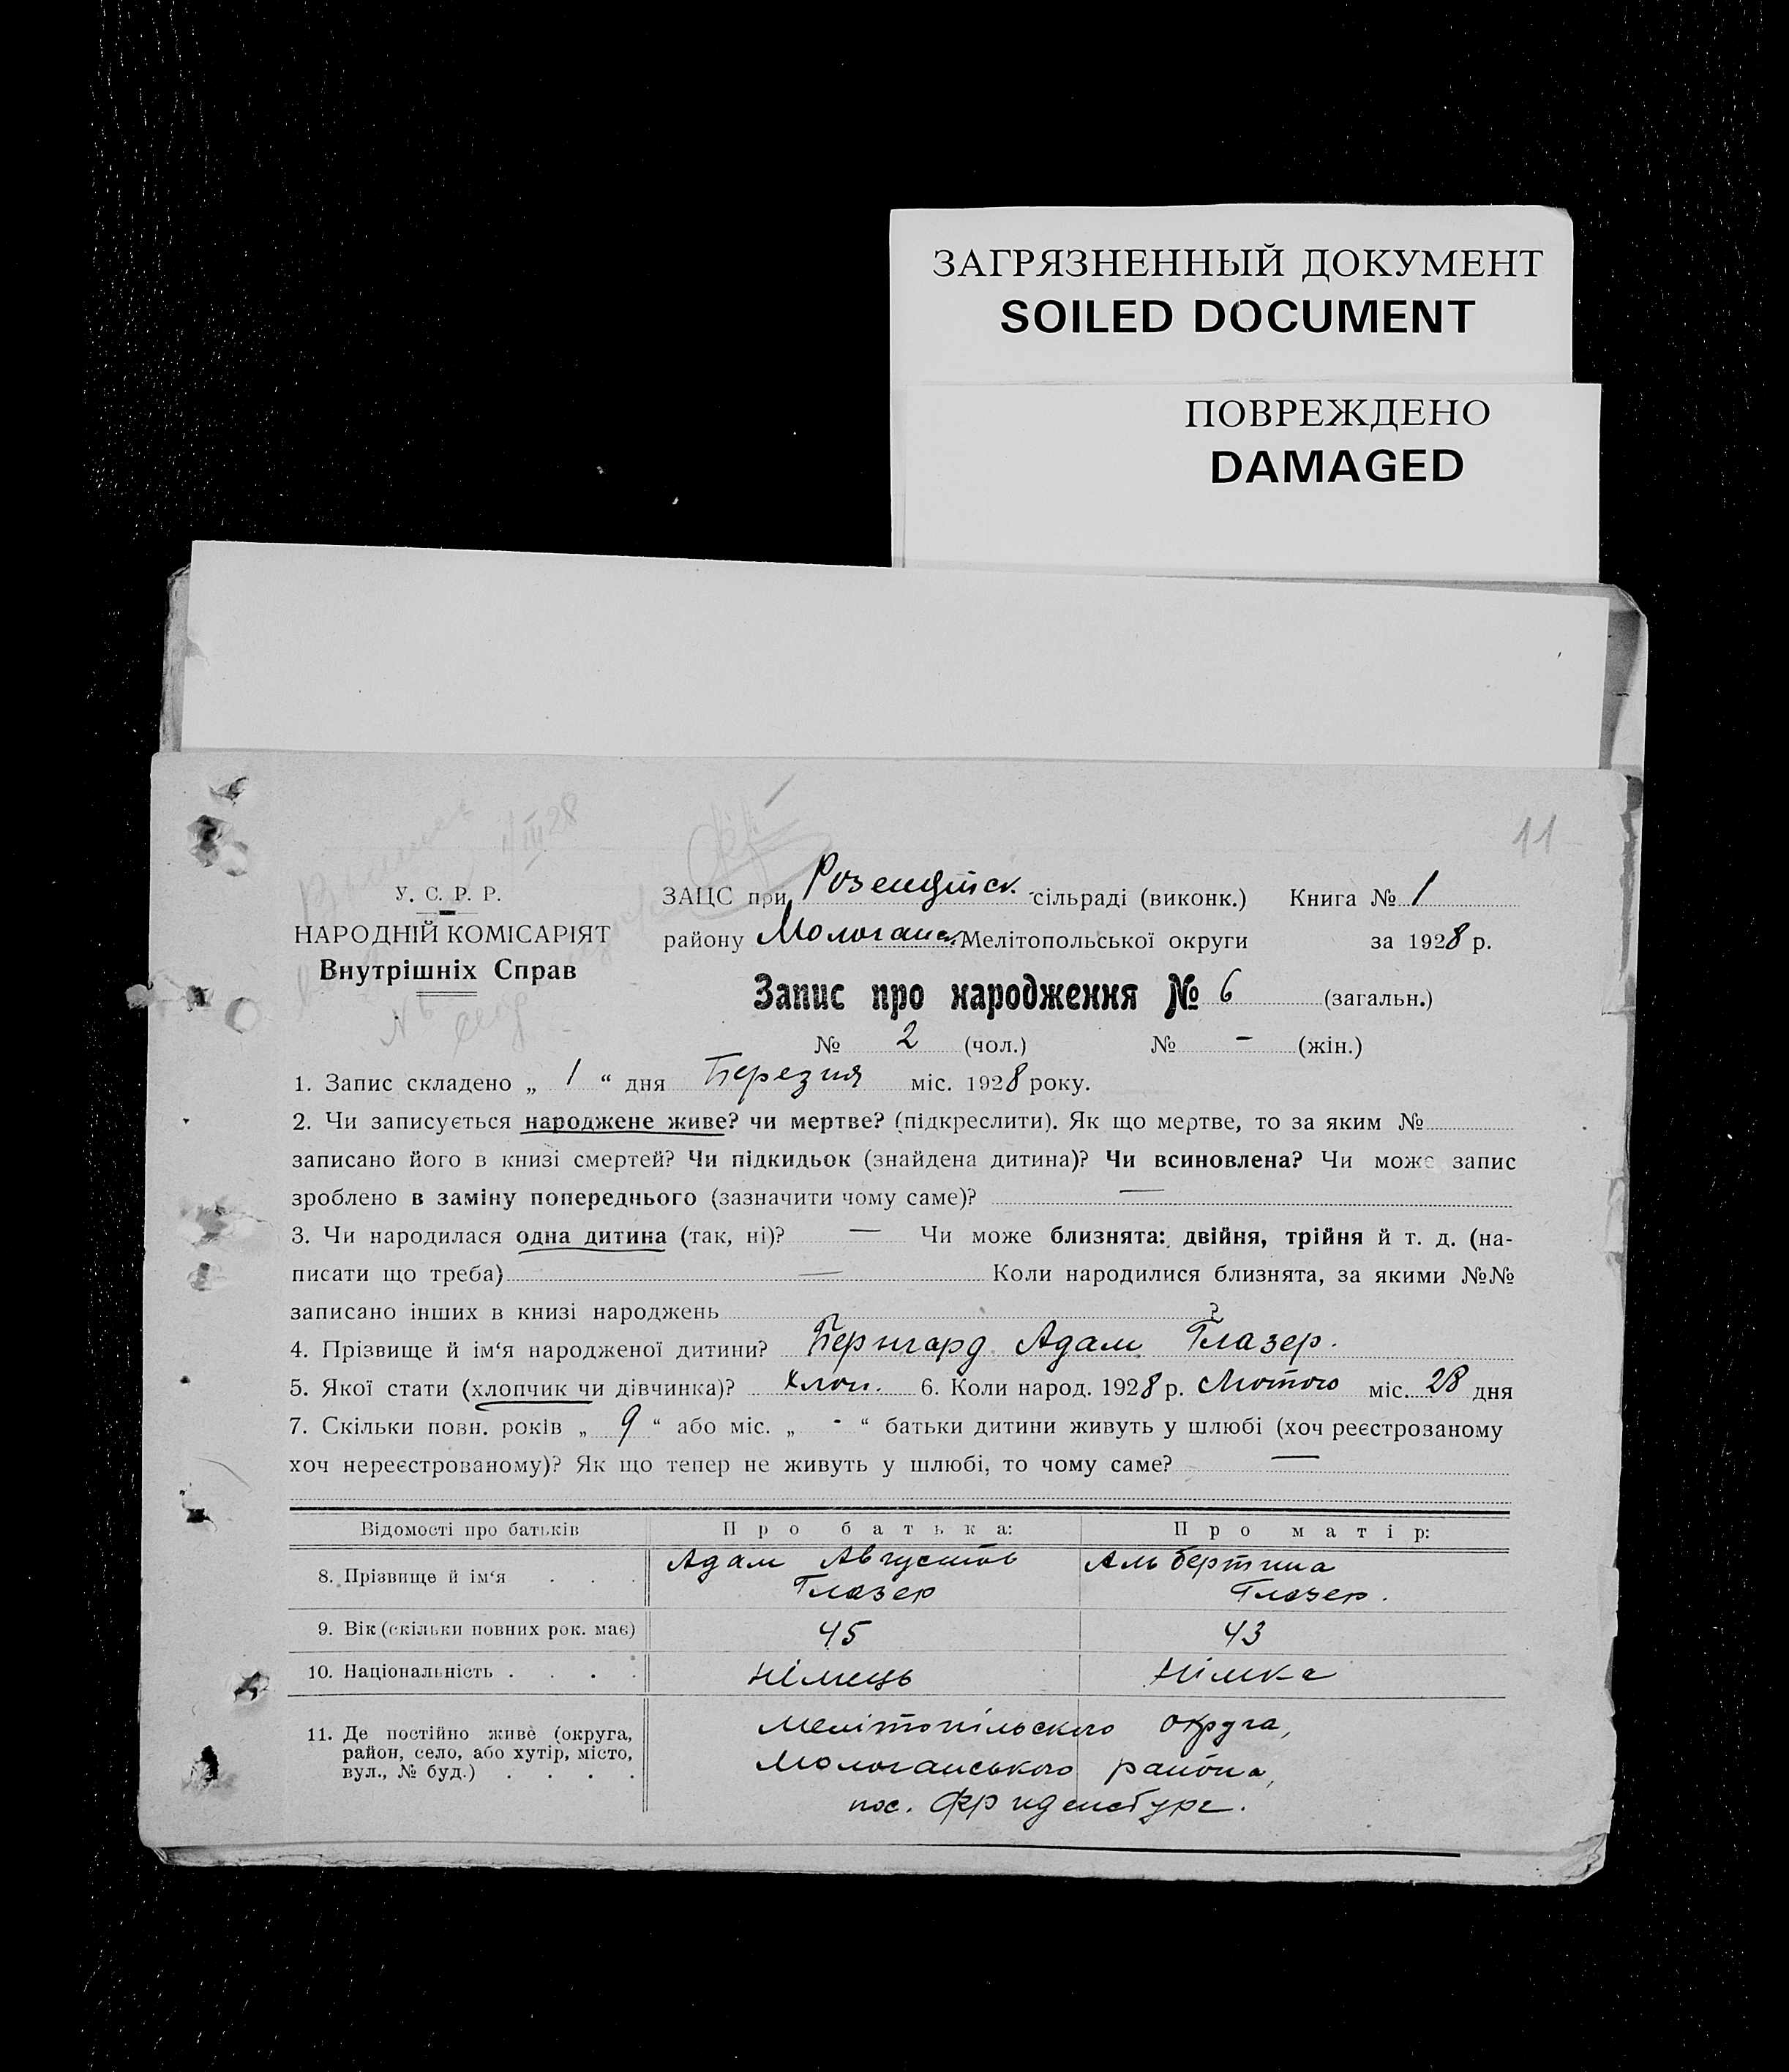 ЗАГРЯЗНЕННЫЙ ДОКУМЕНТ
SOILED DOCUMENT
ПОВРЕЖДЕНО
DAMAGED
11
III 28
У. С. Р. Р.
НАРОДНІЙ КОМІСАРІЯТ
Внутрішніх Справ
ЗАЦС при сільраді (виконк.) Книга № 1
району Мелітопольської округи за 1928 р.
Запис про народження № 6 (загальн.)
№ 2 (чол.) № - (жін.)
1. Запис складено „ 1 “ дня Березня міс. 1928 року.
2. Чи записується народжене живе? чи мертве? (підкреслити). Як що мертве, то за яким №
записано його в книзі смертей? Чи підкидьок (знайдена дитина)? Чи всиновлена? Чи може запис
зроблено в заміну попереднього (зазначити чому саме)? —
3. Чи народилася одна дитина (так, ні)? — Чи може близнята: двійня, трійня й т. д. (на-
писати що треба) — Коли народилися близнята, за якими №№
записано інших в книзі народжень ?
4. Прізвище й ім‘я народженої дитини? Бернгард Адам Глазер.
5. Якої стати (хлопчик чи дівчинка)? хлоп. 6. Коли народ. 1928 р. Лютого міс. 28 дня
7. Скільки повн. років „ 9 “ або міс. „ - “ батьки дитини живуть у шлюбі (хоч реєстрозаному
хоч нереєстрованому)? Як що тепер не живуть у шлюбі, то чому саме? —
Відомості про батьків Про батька: Про матір:
8. Прізвище й ім‘я . . . Адам Августов Альбертина
Глазер Глазер.
9. Вік (скільки повних рок. має) 45 43
10. Національність . . . . Німець Німка
11. Де постійно живе (округа, Мелітопільского округа,
район, село, або хутір, місто, района,
вул., № буд.) . . . . пос. Фриденсбург.